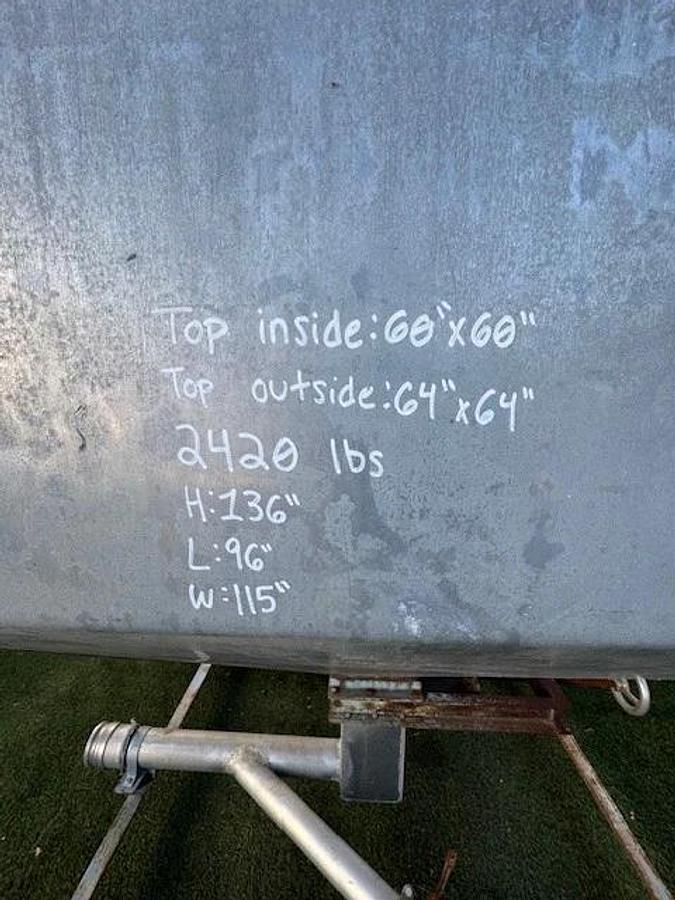 Top inside:60"x60"
Top outside:64"x64"
2420 lbs
H:136"
L:96"
W:115"